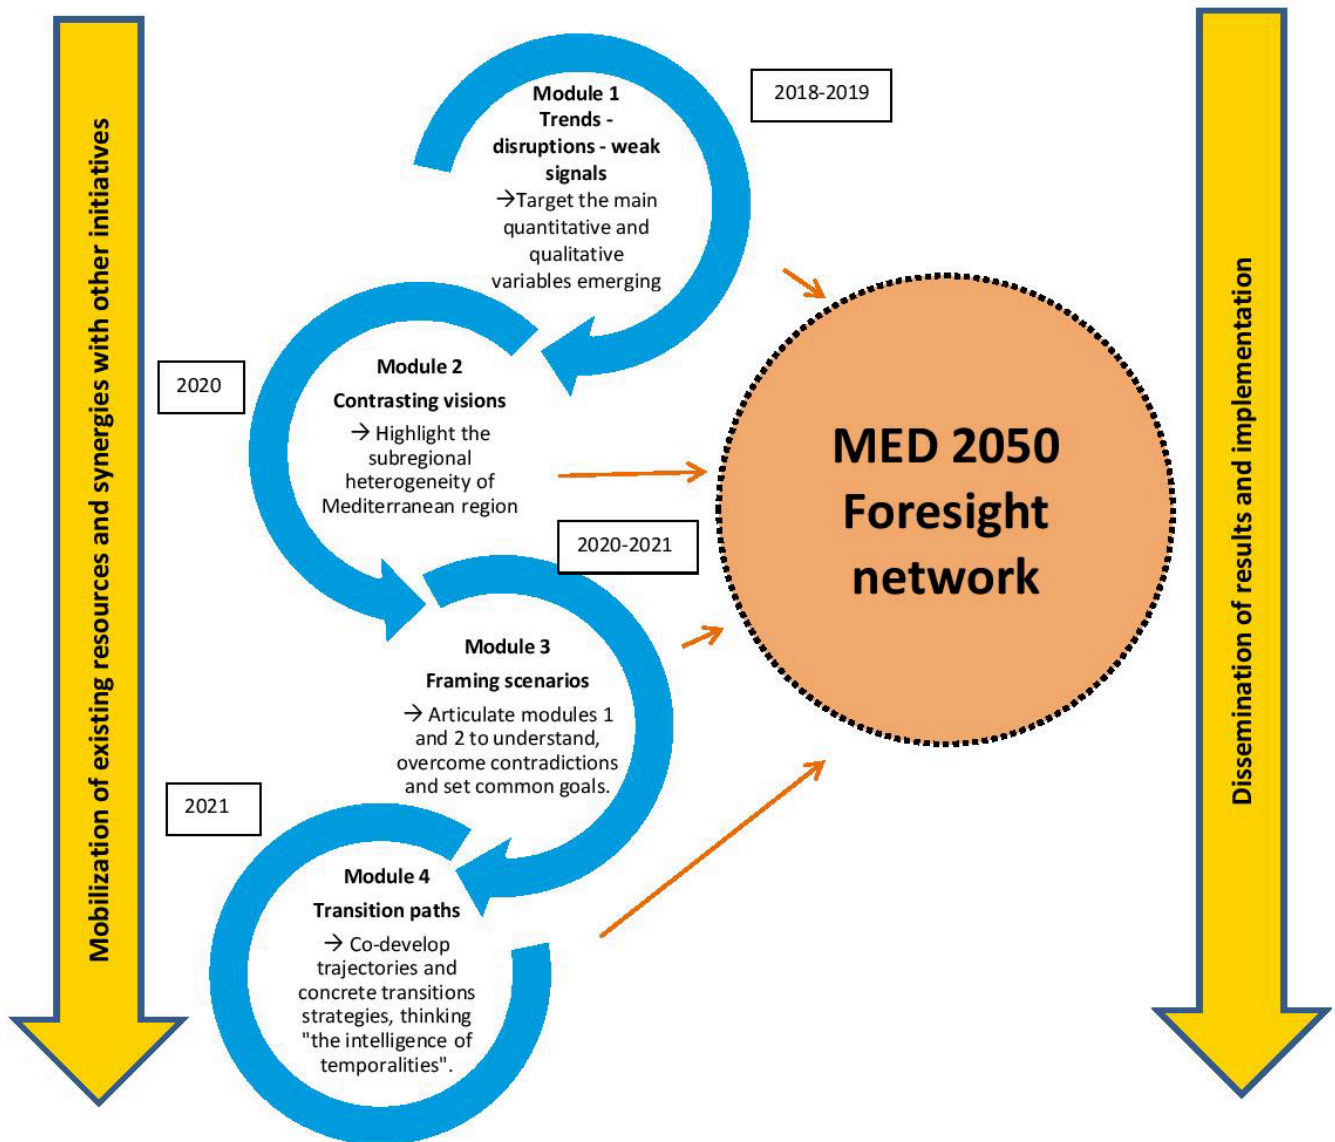 Mobilization of existing resources and synergies with other initiatives
2018-2019
Module 1
Trends -
disruptions - weak
signals
→Target the main
quantitative and
qualitative
variables emerging
2020
Module 2
Contrasting visions
→ Highlight the
subregional
heterogeneity of
Mediterranean region
2020-2021
Module 3
Framing scenarios
→ Articulate modules 1
and 2 to understand,
overcome contradictions
and set common goals.
2021
Module 4
Transition paths
→ Co-develop
trajectories and
concrete transitions
strategies, thinking
"the intelligence of
temporalities".
MED 2050
Foresight
network
Dissemination of results and implementation